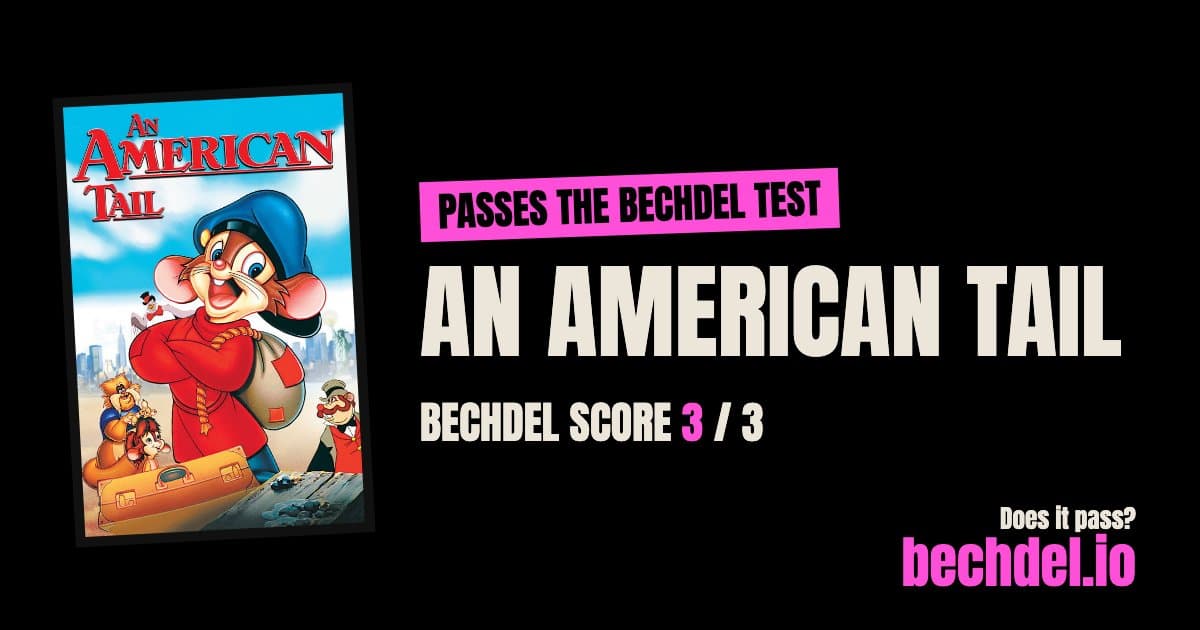 AN
AMERICAN
TAIL
PASSES THE BECHDEL TEST
AN AMERICAN TAIL
BECHDEL SCORE 3 / 3
Does it pass?
bechdel.io